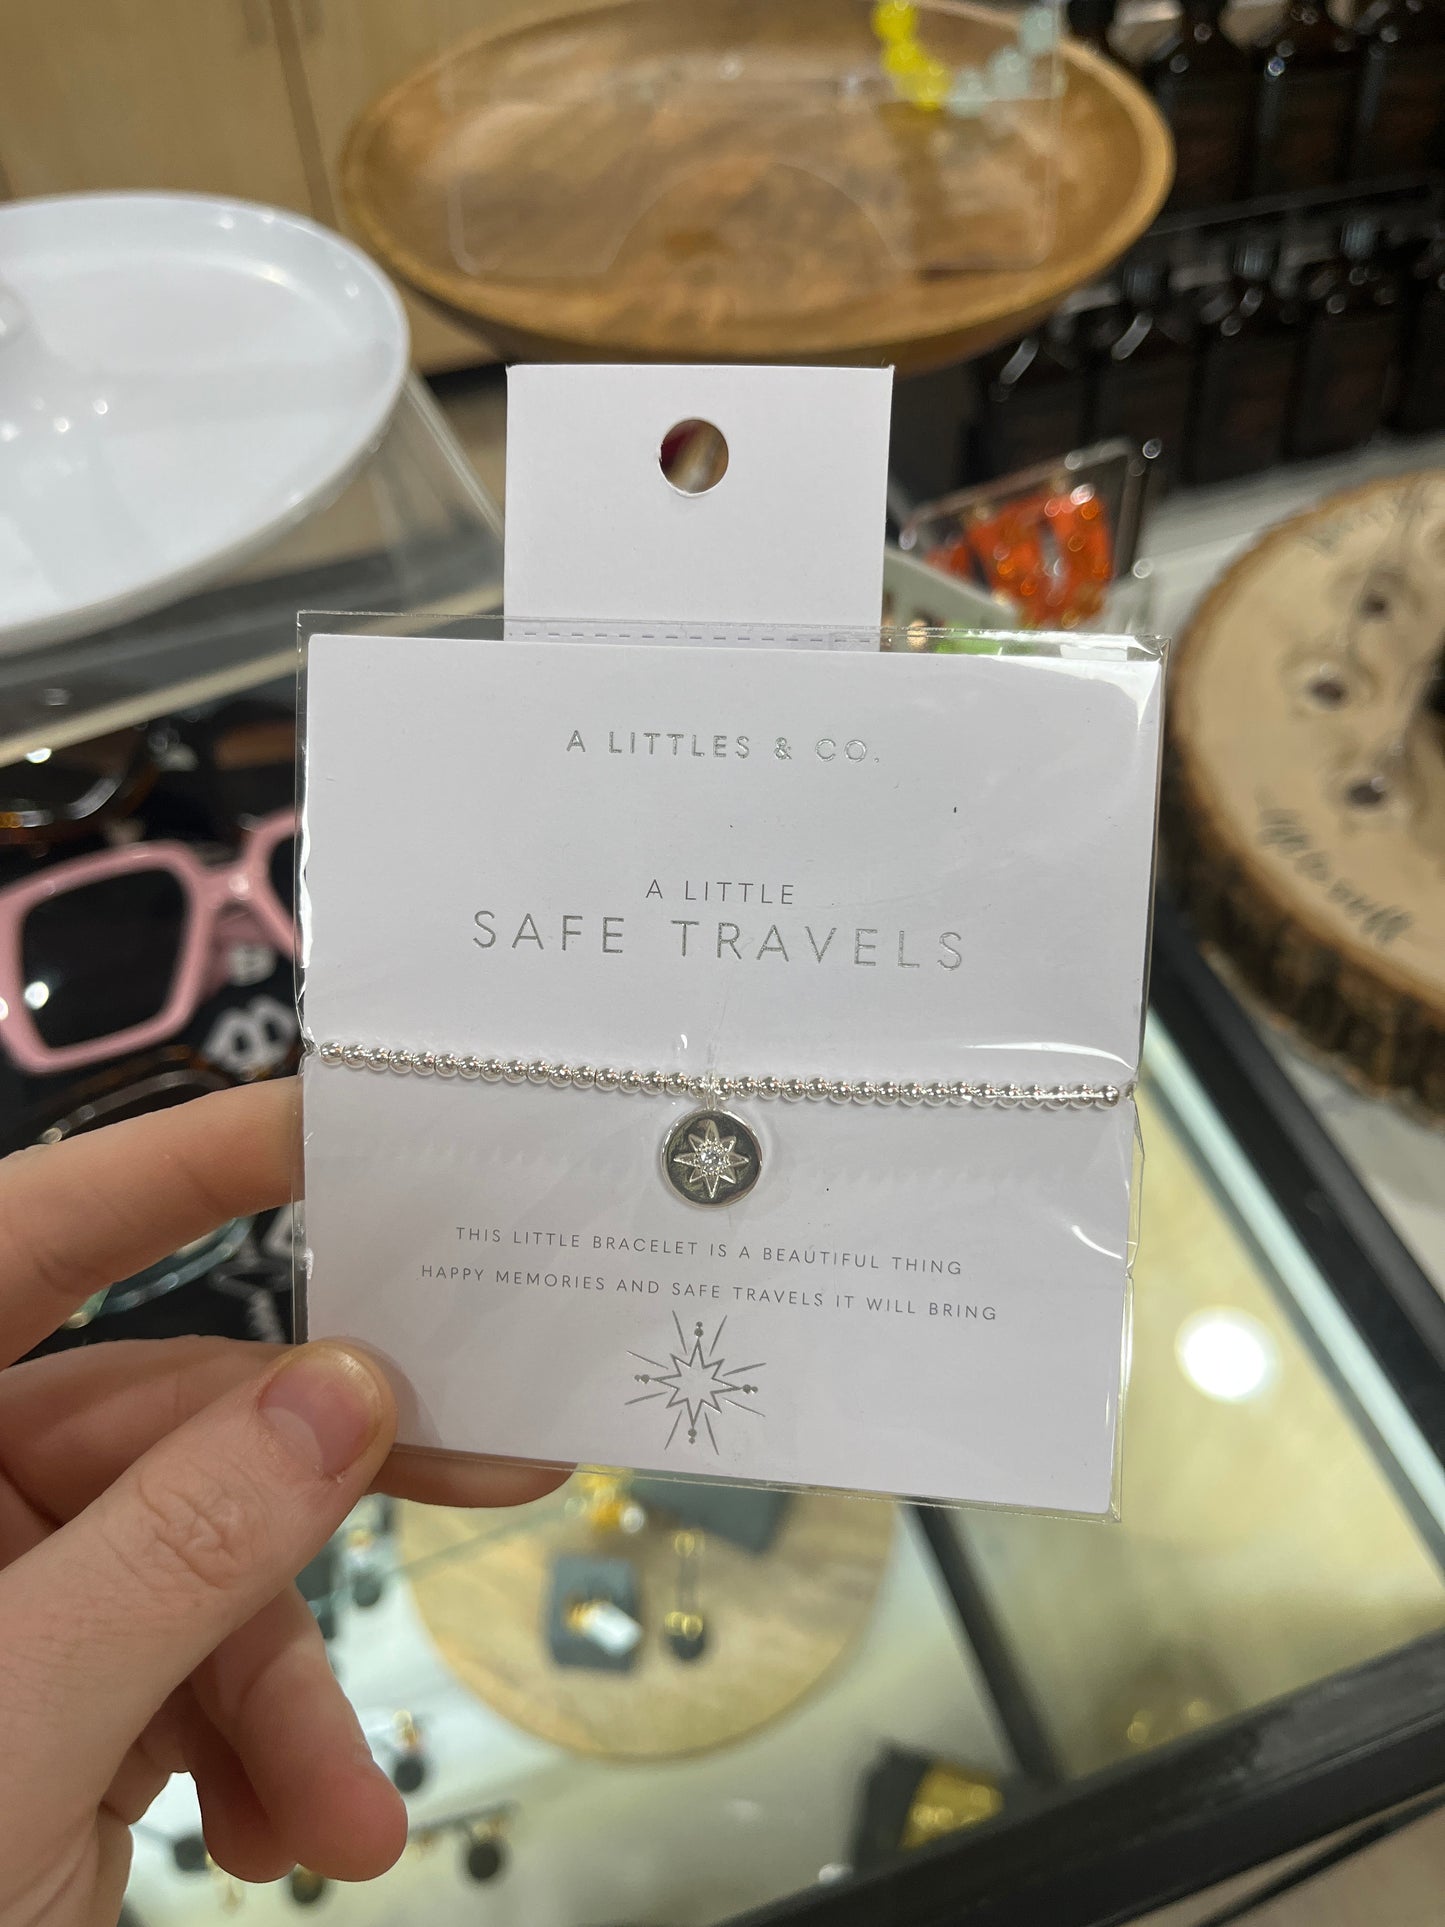 A LITTLES & CO.
A LITTLE
SAFE TRAVELS
THIS LITTLE BRACELET IS A BEAUTIFUL THING
HAPPY MEMORIES AND SAFE TRAVELS IT WILL BRING